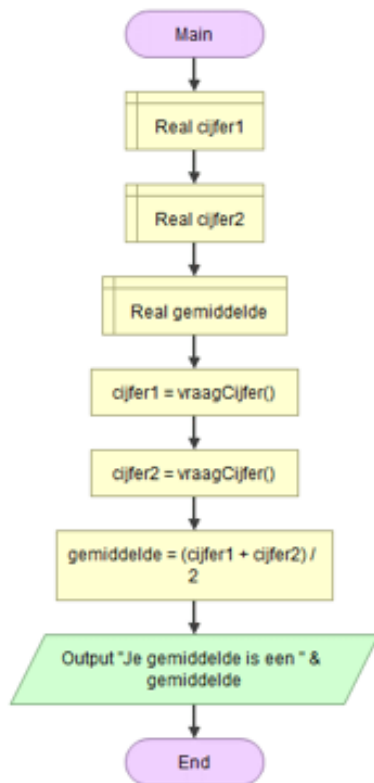 Main
Real cijfer1
Real cijfer2
Real gemiddelde
cijfer1 = vraagCijfer()
cijfer2 = vraagCijfer()
gemiddelde = (cijfer1 + cijfer2) /
2
Output "Je gemiddelde is een " &
gemiddelde
End